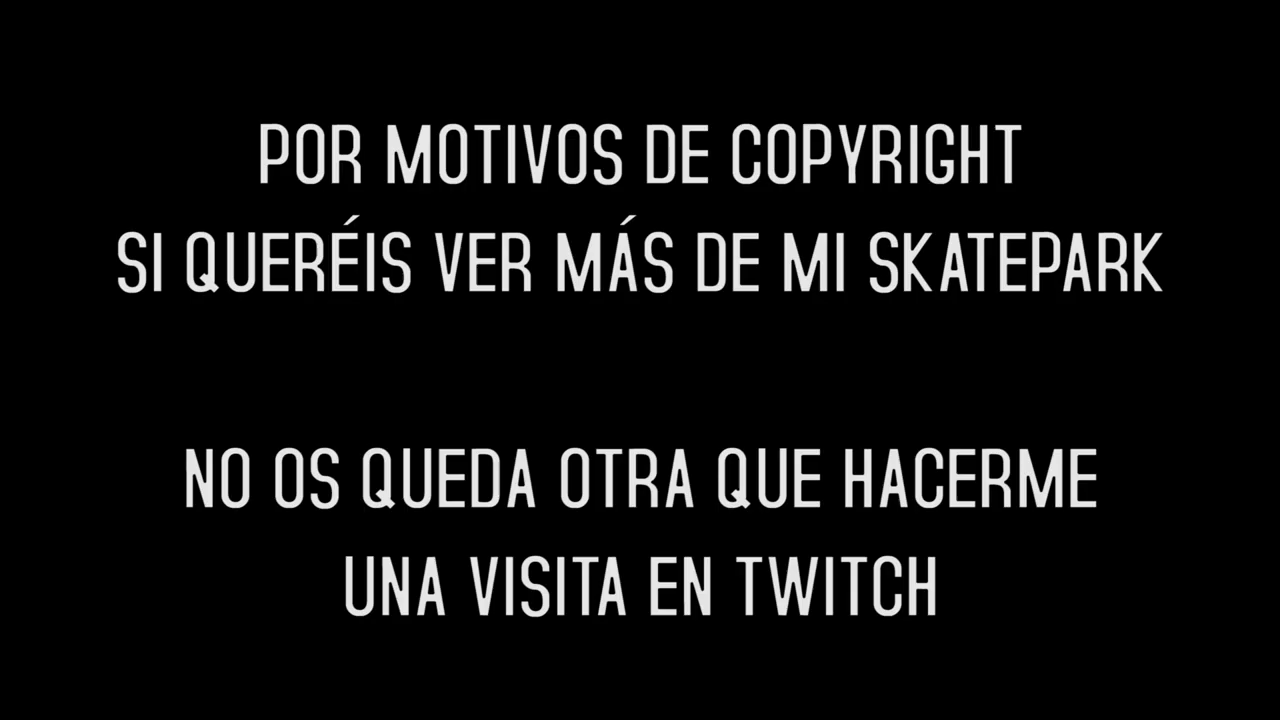 POR MOTIVOS DE COPYRIGHT
SI QUERÉIS VER MÁS DE MI SKATEPARK
NO OS QUEDA OTRA QUE HACERME
UNA VISITA EN TWITCH